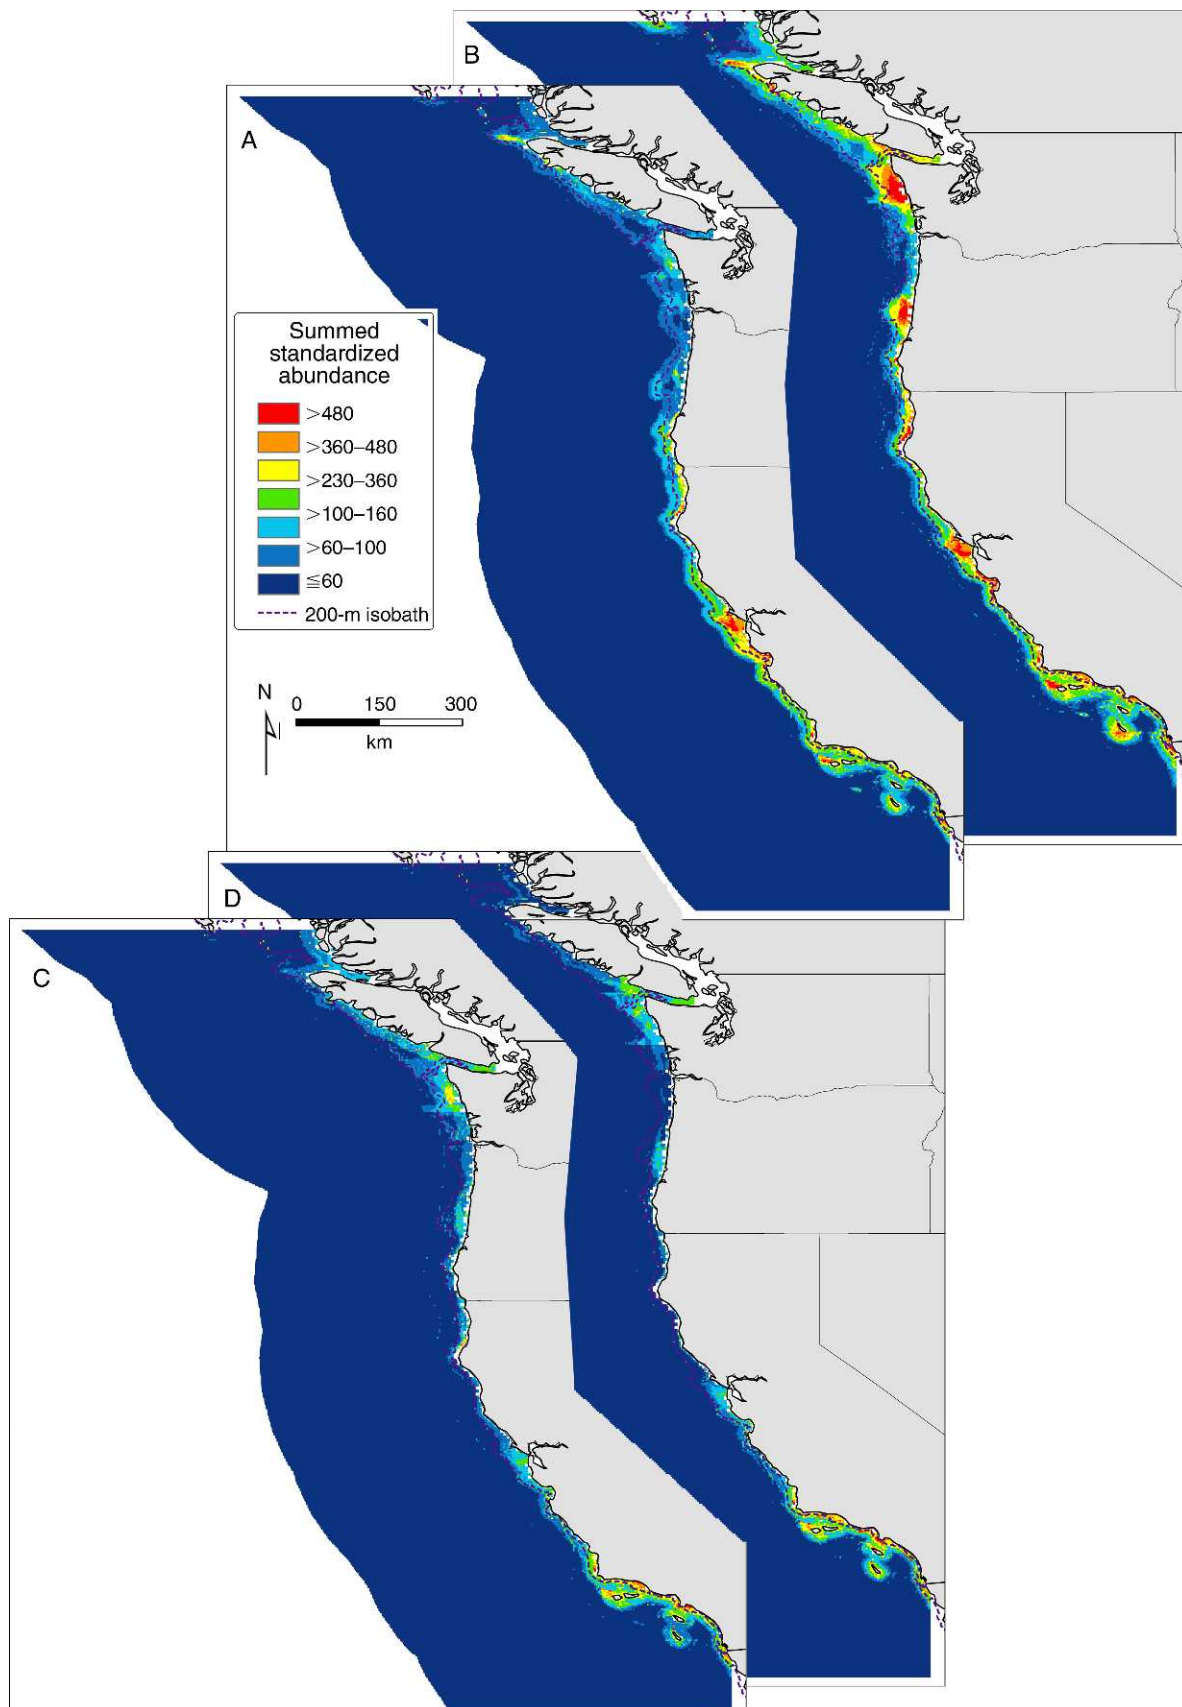 B
A
Summed
standardized
abundance
>480
>360–480
>230–360
>100–160
>60–100
≦60
200-m isobath
N
0 150 300
km
D
C